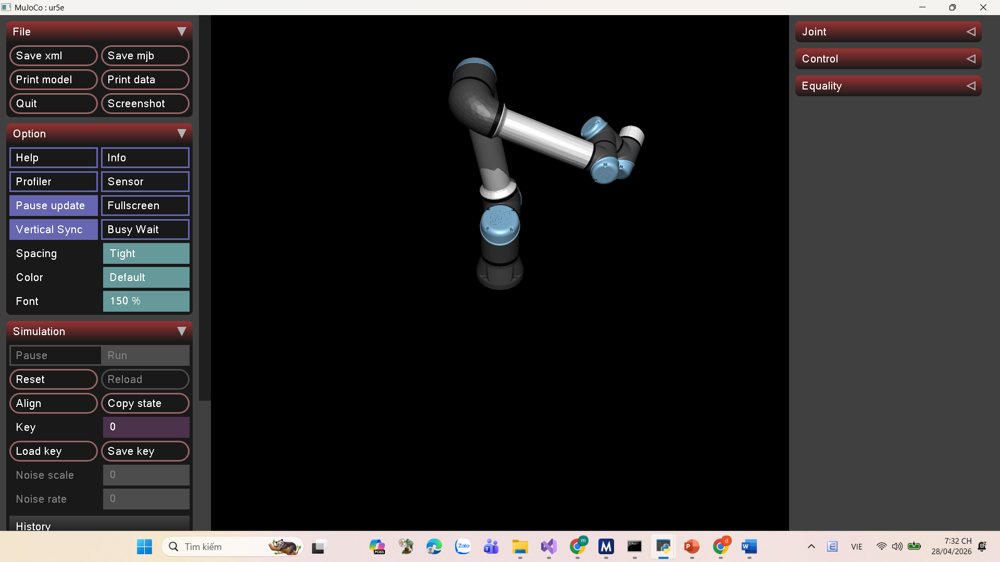 MuJoCo : ur5e
File
Save xml
Save mjb
Print model
Print data
Quit
Screenshot
Option
Help
Info
Profiler
Sensor
Pause update
Fullscreen
Vertical Sync
Busy Wait
Spacing
Tight
Color
Default
Font
150 %
Simulation
Pause
Run
Reset
Reload
Align
Copy state
Key
0
Load key
Save key
Noise scale
0
Noise rate
0
History
Joint
Control
Equality
Tìm kiếm
M365
Zalo
T
m
M
P
d
W
E
VIE
7:32 CH
28/04/2026